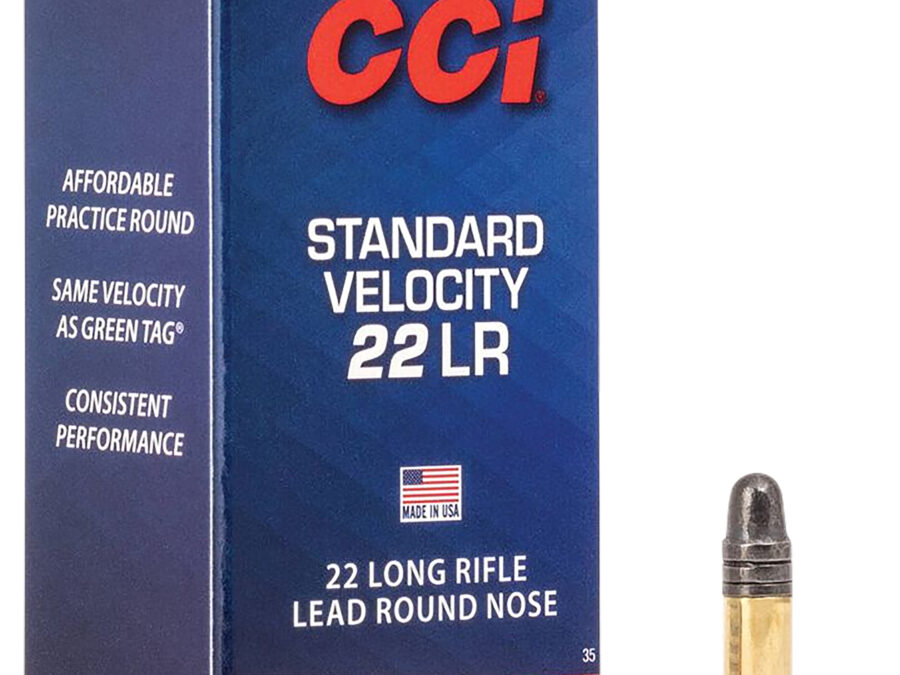 AFFORDABLE
PRACTICE ROUND
SAME VELOCITY
AS GREEN TAG®
CONSISTENT
PERFORMANCE
CCI®
STANDARD
VELOCITY
22 LR
MADE IN USA
22 LONG RIFLE
LEAD ROUND NOSE
35